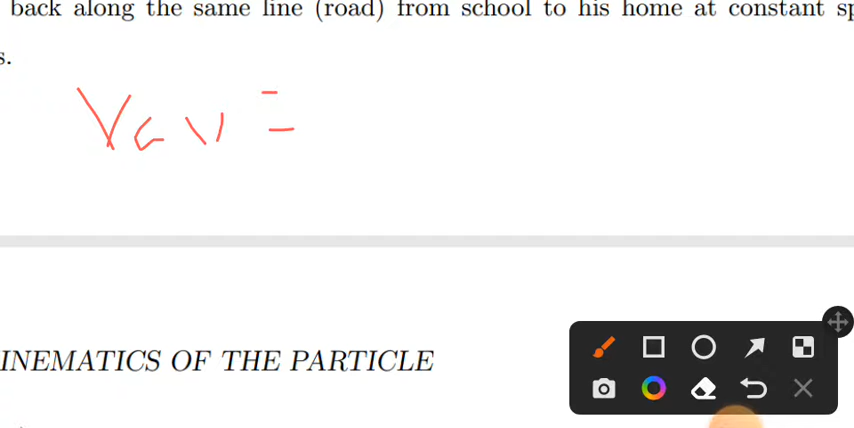 back along the same line (road) from school to his home at constant sp
s.
Vav =
INEMATICS OF THE PARTICLE